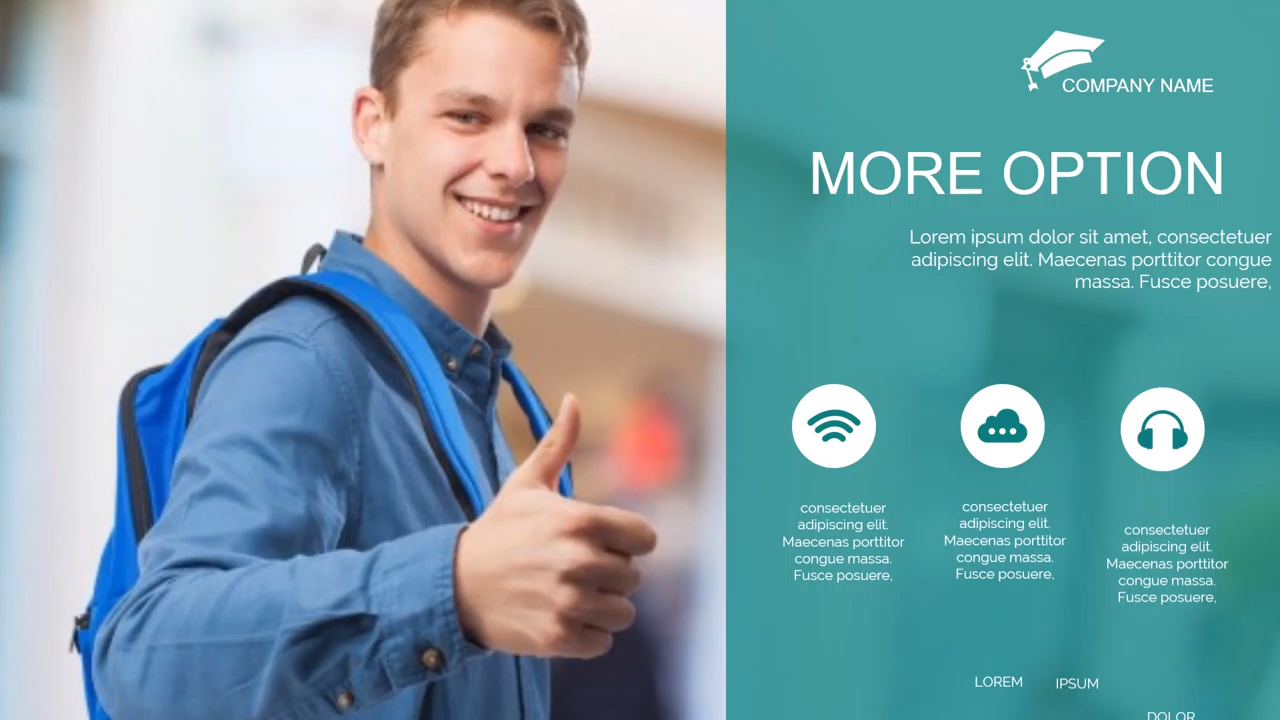 COMPANY NAME
MORE OPTION
Lorem ipsum dolor sit amet, consectetuer
adipiscing elit. Maecenas porttitor congue
massa. Fusce posuere,
consectetuer
adipiscing elit.
Maecenas porttitor
congue massa.
Fusce posuere,
consectetuer
adipiscing elit.
Maecenas porttitor
congue massa.
Fusce posuere,
consectetuer
adipiscing elit.
Maecenas porttitor
congue massa.
Fusce posuere,
LOREM
IPSUM
DOLOR